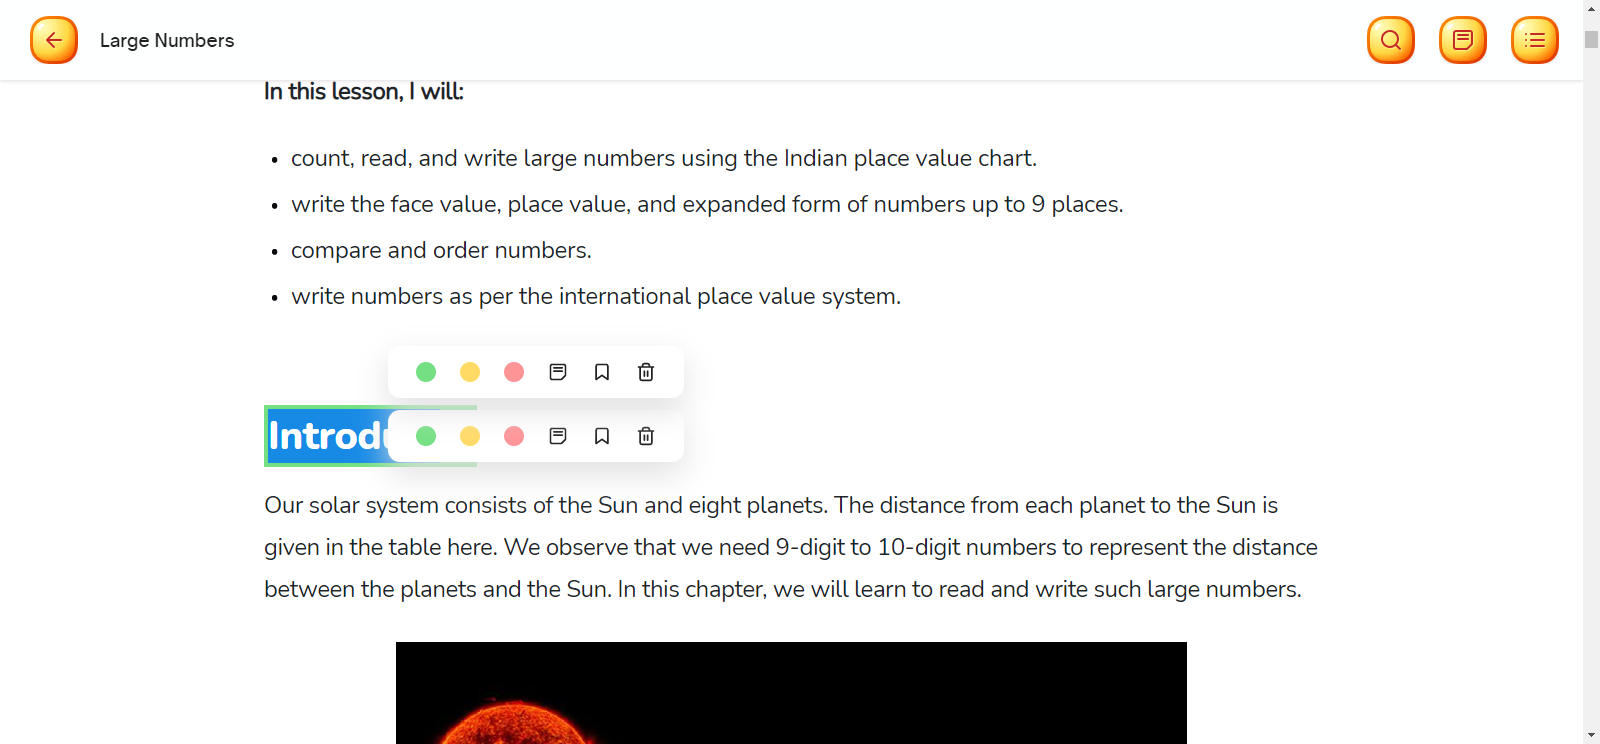 Large Numbers
In this lesson, I will:
• count, read, and write large numbers using the Indian place value chart.
• write the face value, place value, and expanded form of numbers up to 9 places.
• compare and order numbers.
• write numbers as per the international place value system.
Our solar system consists of the Sun and eight planets. The distance from each planet to the Sun is
given in the table here. We observe that we need 9-digit to 10-digit numbers to represent the distance
between the planets and the Sun. In this chapter, we will learn to read and write such large numbers.